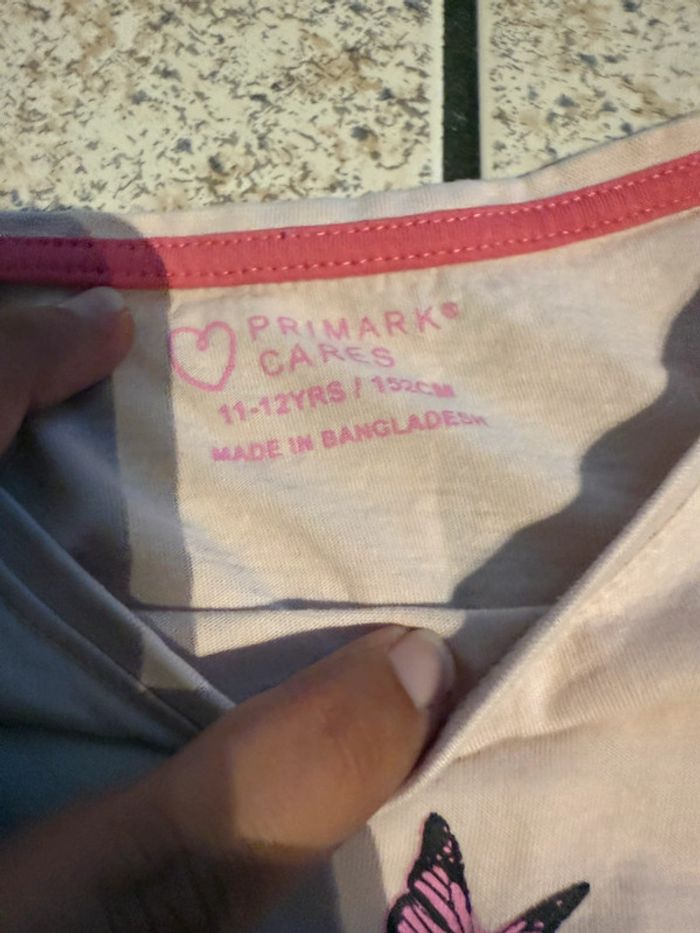 PRIMARK®
CARES
11-12YRS / 152CM
MADE IN BANGLADESH